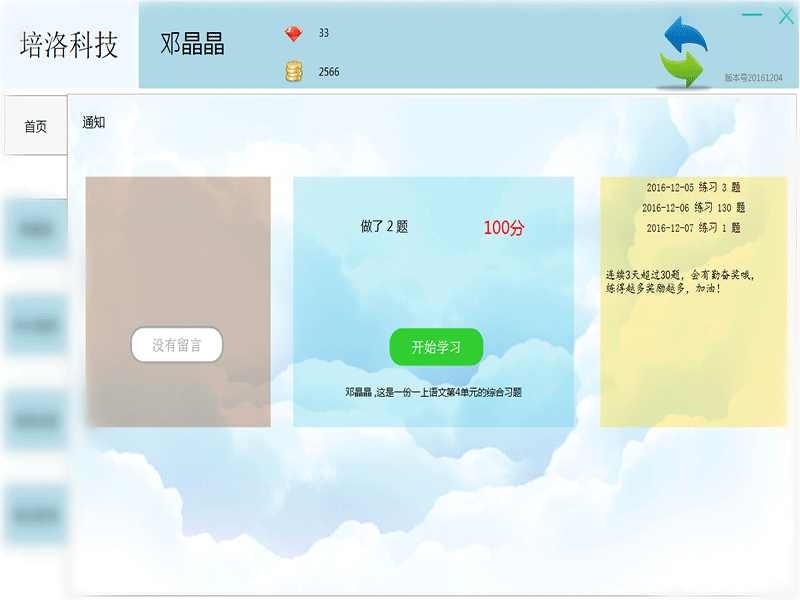 培洛科技
邓晶晶
33
2566
版本号20161204
首页
通知
没有留言
做了 2 题
100分
开始学习
邓晶晶 ,这是一份一上语文第4单元的综合习题
2016-12-05 练习 3 题
2016-12-06 练习 130 题
2016-12-07 练习 1 题
连续3天超过30题, 会有勤奋奖哦,
练得越多奖励越多, 加油!